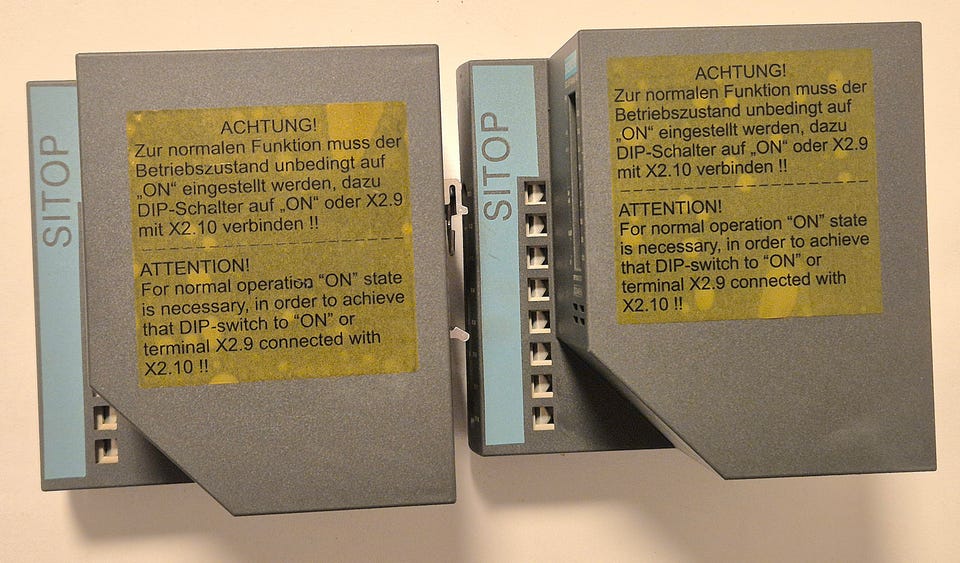 SITOP
ACHTUNG!
Zur normalen Funktion muss der
Betriebszustand unbedingt auf
„ON“ eingestellt werden, dazu
DIP-Schalter auf „ON“ oder X2.9
mit X2.10 verbinden !!
ATTENTION!
For normal operation “ON” state
is necessary, in order to achieve
that DIP-switch to “ON” or
terminal X2.9 connected with
X2.10 !!
SITOP
ACHTUNG!
Zur normalen Funktion muss der
Betriebszustand unbedingt auf
„ON“ eingestellt werden, dazu
DIP-Schalter auf „ON“ oder X2.9
mit X2.10 verbinden !!
ATTENTION!
For normal operation “ON” state
is necessary, in order to achieve
that DIP-switch to “ON” or
terminal X2.9 connected with
X2.10 !!